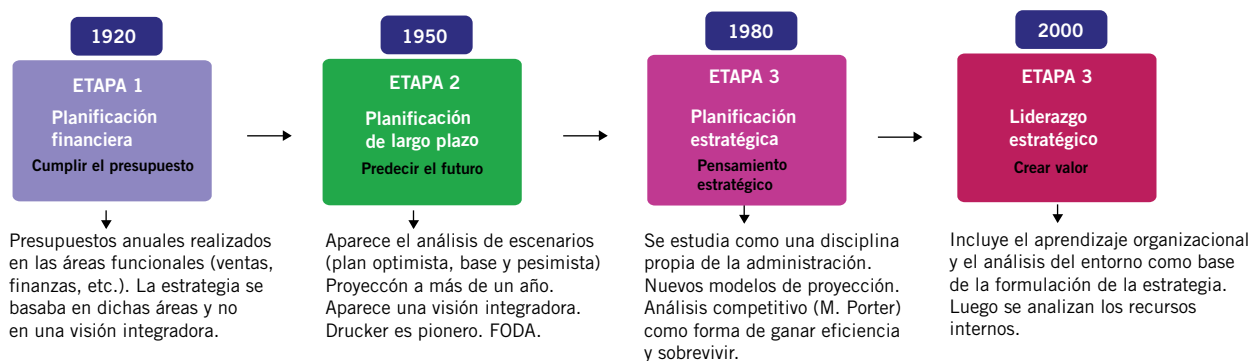 1920
ETAPA 1
Planificación
financiera
Cumplir el presupuesto
Presupuestos anuales realizados
en las áreas funcionales (ventas,
finanzas, etc.). La estrategia se
basaba en dichas áreas y no
en una visión integradora.
1950
ETAPA 2
Planificación
de largo plazo
Predecir el futuro
Aparece el análisis de escenarios
(plan optimista, base y pesimista)
Proyeccón a más de un año.
Aparece una visión integradora.
Drucker es pionero. FODA.
1980
ETAPA 3
Planificación
estratégica
Pensamiento
estratégico
Se estudia como una disciplina
propia de la administración.
Nuevos modelos de proyección.
Análisis competitivo (M. Porter)
como forma de ganar eficiencia
y sobrevivir.
2000
ETAPA 3
Liderazgo
estratégico
Crear valor
Incluye el aprendizaje organizacional
y el análisis del entorno como base
de la formulación de la estrategia.
Luego se analizan los recursos
internos.